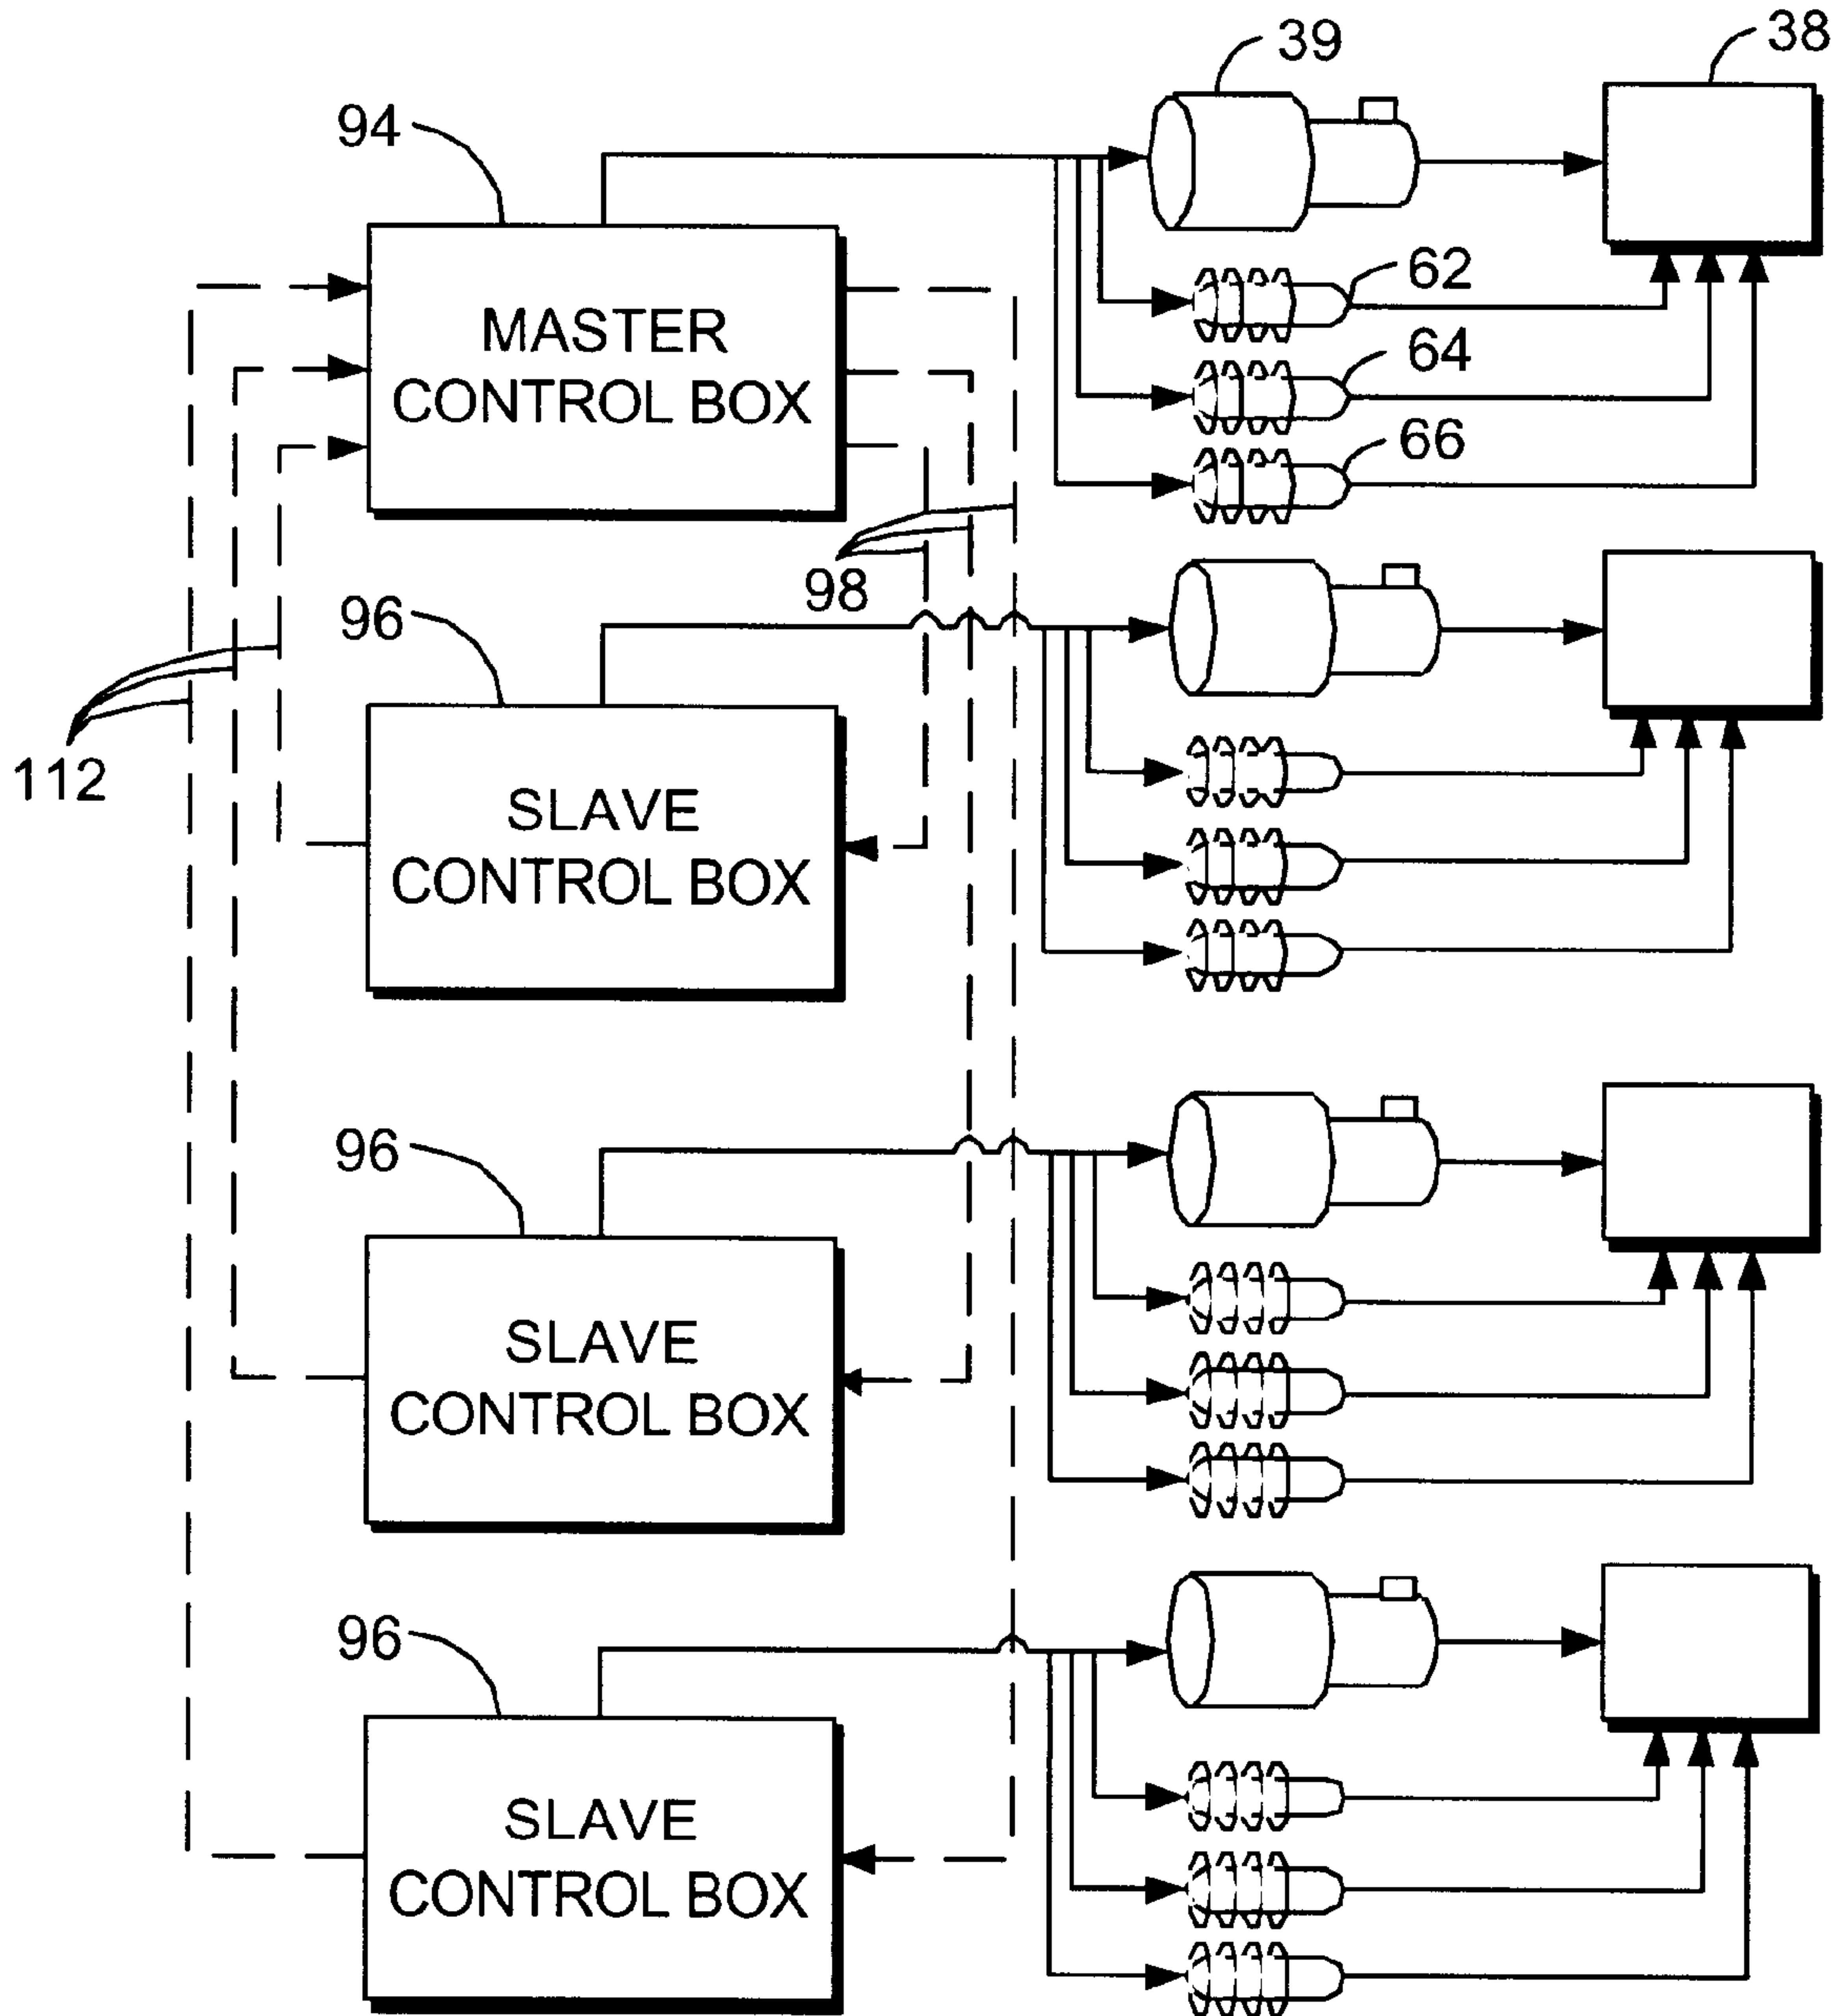 39
38
94
MASTER
CONTROL BOX
62
64
66
98
96
112
SLAVE
CONTROL BOX
96
SLAVE
CONTROL BOX
96
SLAVE
CONTROL BOX